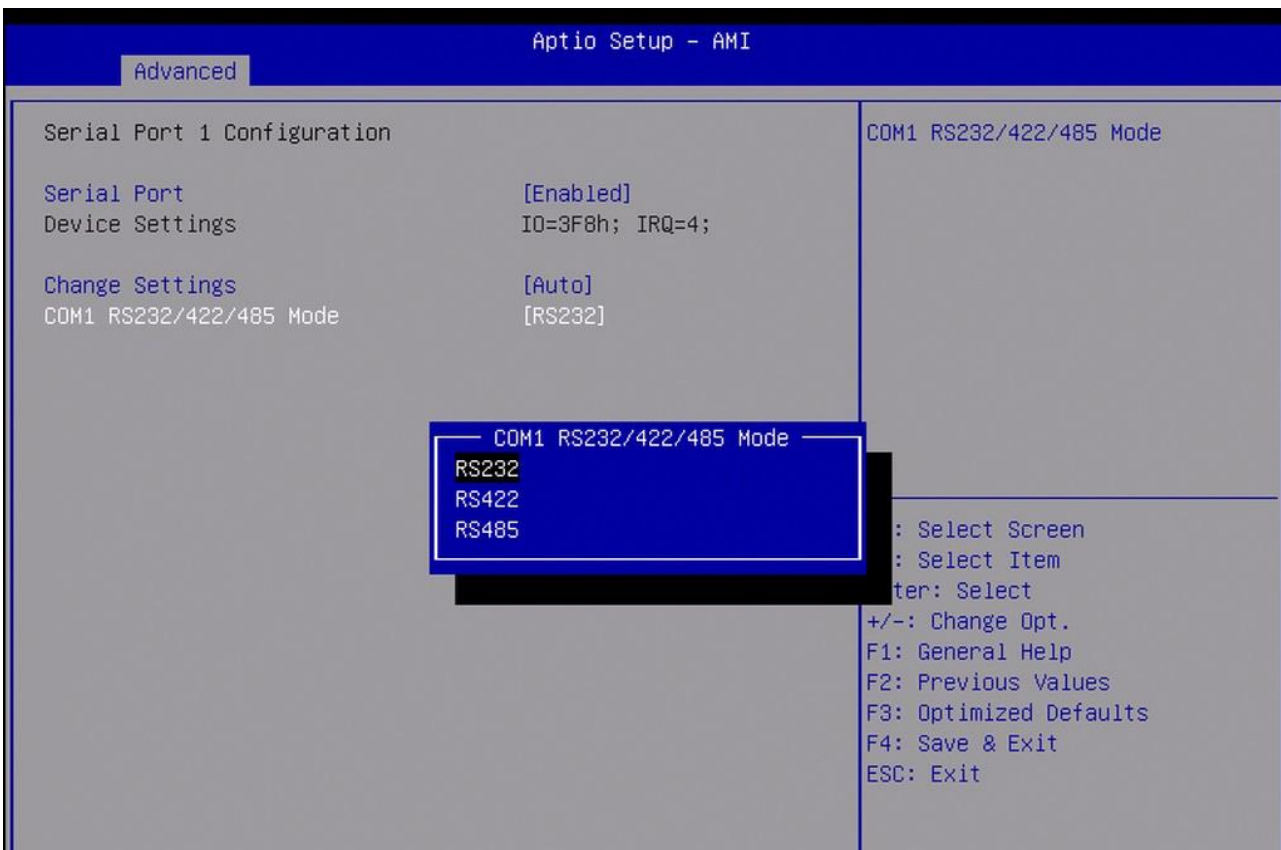 Aptio Setup - AMI
Advanced
Serial Port 1 Configuration
Serial Port [Enabled]
Device Settings IO=3F8h; IRQ=4;
Change Settings [Auto]
COM1 RS232/422/485 Mode [RS232]
COM1 RS232/422/485 Mode
RS232
RS422
RS485
COM1 RS232/422/485 Mode
: Select Screen
: Select Item
ter: Select
+/-: Change Opt.
F1: General Help
F2: Previous Values
F3: Optimized Defaults
F4: Save & Exit
ESC: Exit